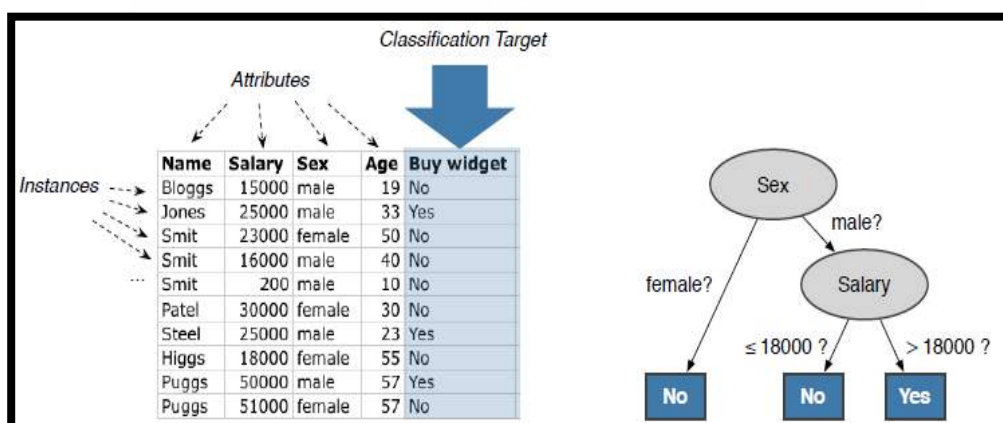 Classification Target
Attributes
Instances
Name Salary Sex Age Buy widget
Bloggs 15000 male 19 No
Jones 25000 male 33 Yes
Smit 23000 female 50 No
Smit 16000 male 40 No
... Smit 200 male 10 No
Patel 30000 female 30 No
Steel 25000 male 23 Yes
Higgs 18000 female 55 No
Puggs 50000 male 57 Yes
Puggs 51000 female 57 No
Sex
male?
female?
Salary
≤ 18000 ? > 18000 ?
No No Yes